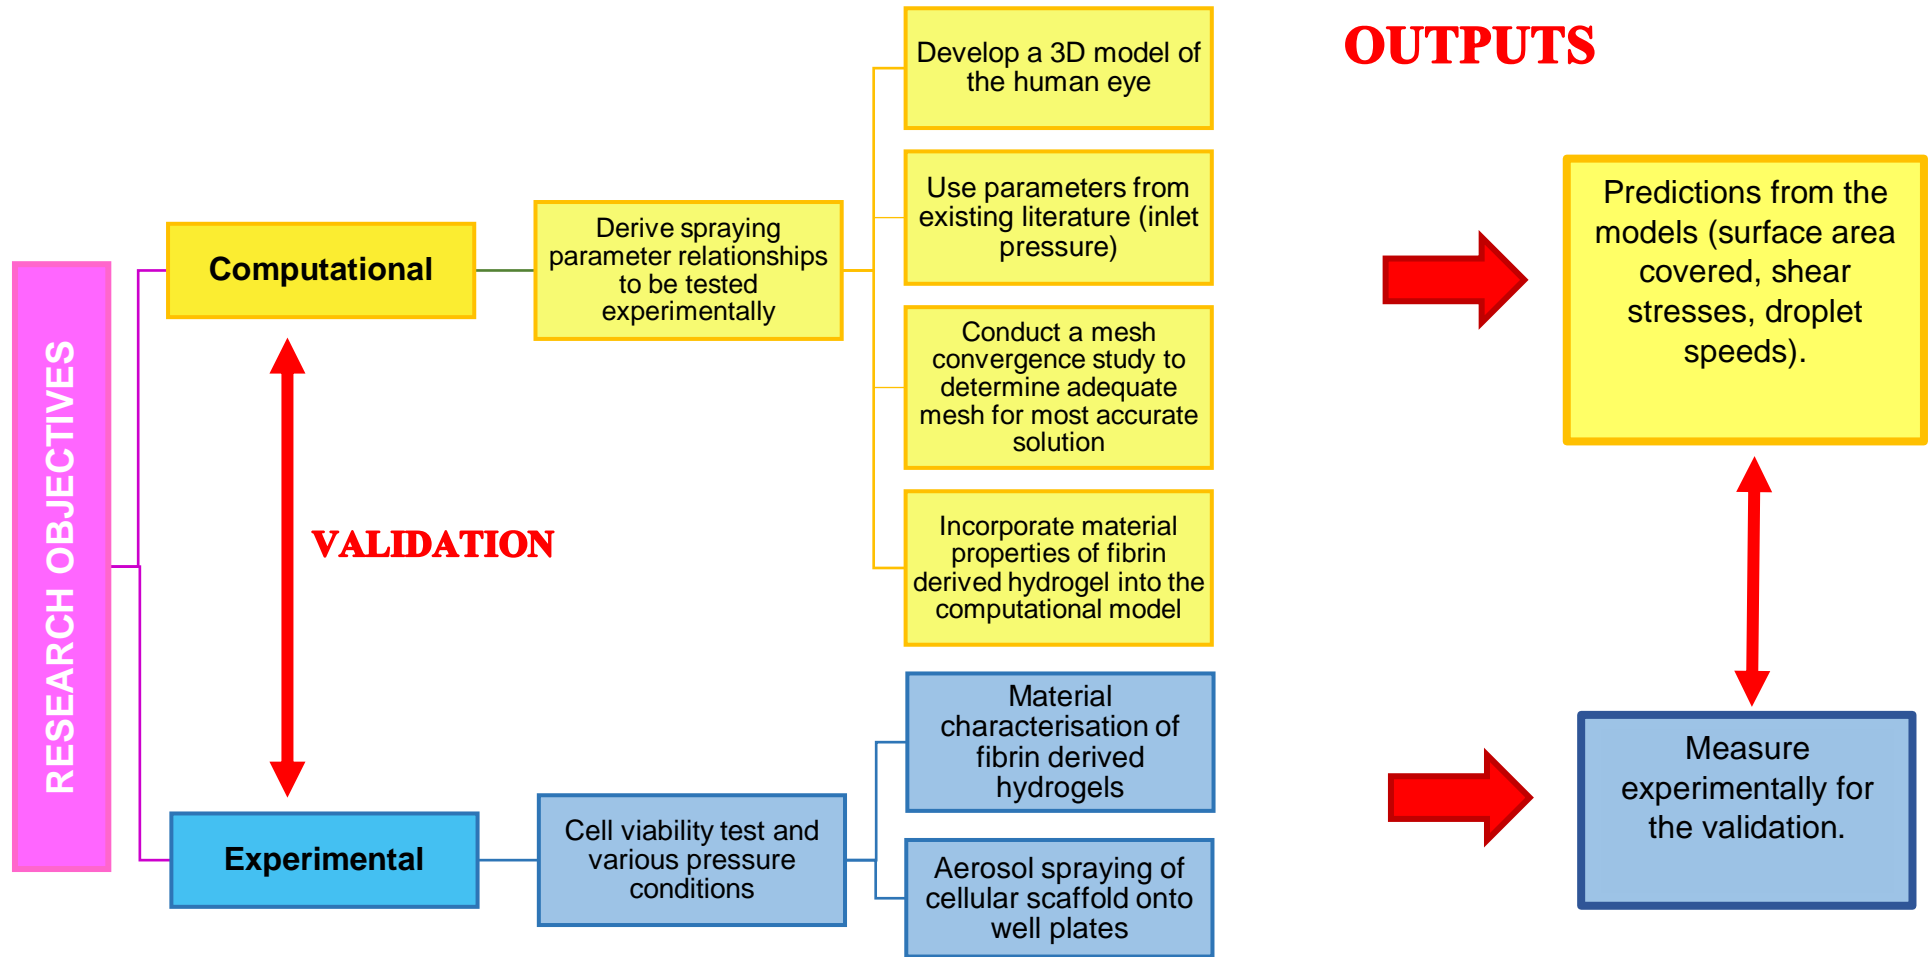 OUTPUTS
RESEARCH OBJECTIVES
Computational
Derive spraying
parameter relationships
to be tested
experimentally
Develop a 3D model of
the human eye
Use parameters from
existing literature (inlet
pressure)
Conduct a mesh
convergence study to
determine adequate
mesh for most accurate
solution
Incorporate material
properties of fibrin
derived hydrogel into the
computational model
Predictions from the
models (surface area
covered, shear
stresses, droplet
speeds).
VALIDATION
Experimental
Cell viability test and
various pressure
conditions
Material
characterisation of
fibrin derived
hydrogels
Aerosol spraying of
cellular scaffold onto
well plates
Measure
experimentally for
the validation.